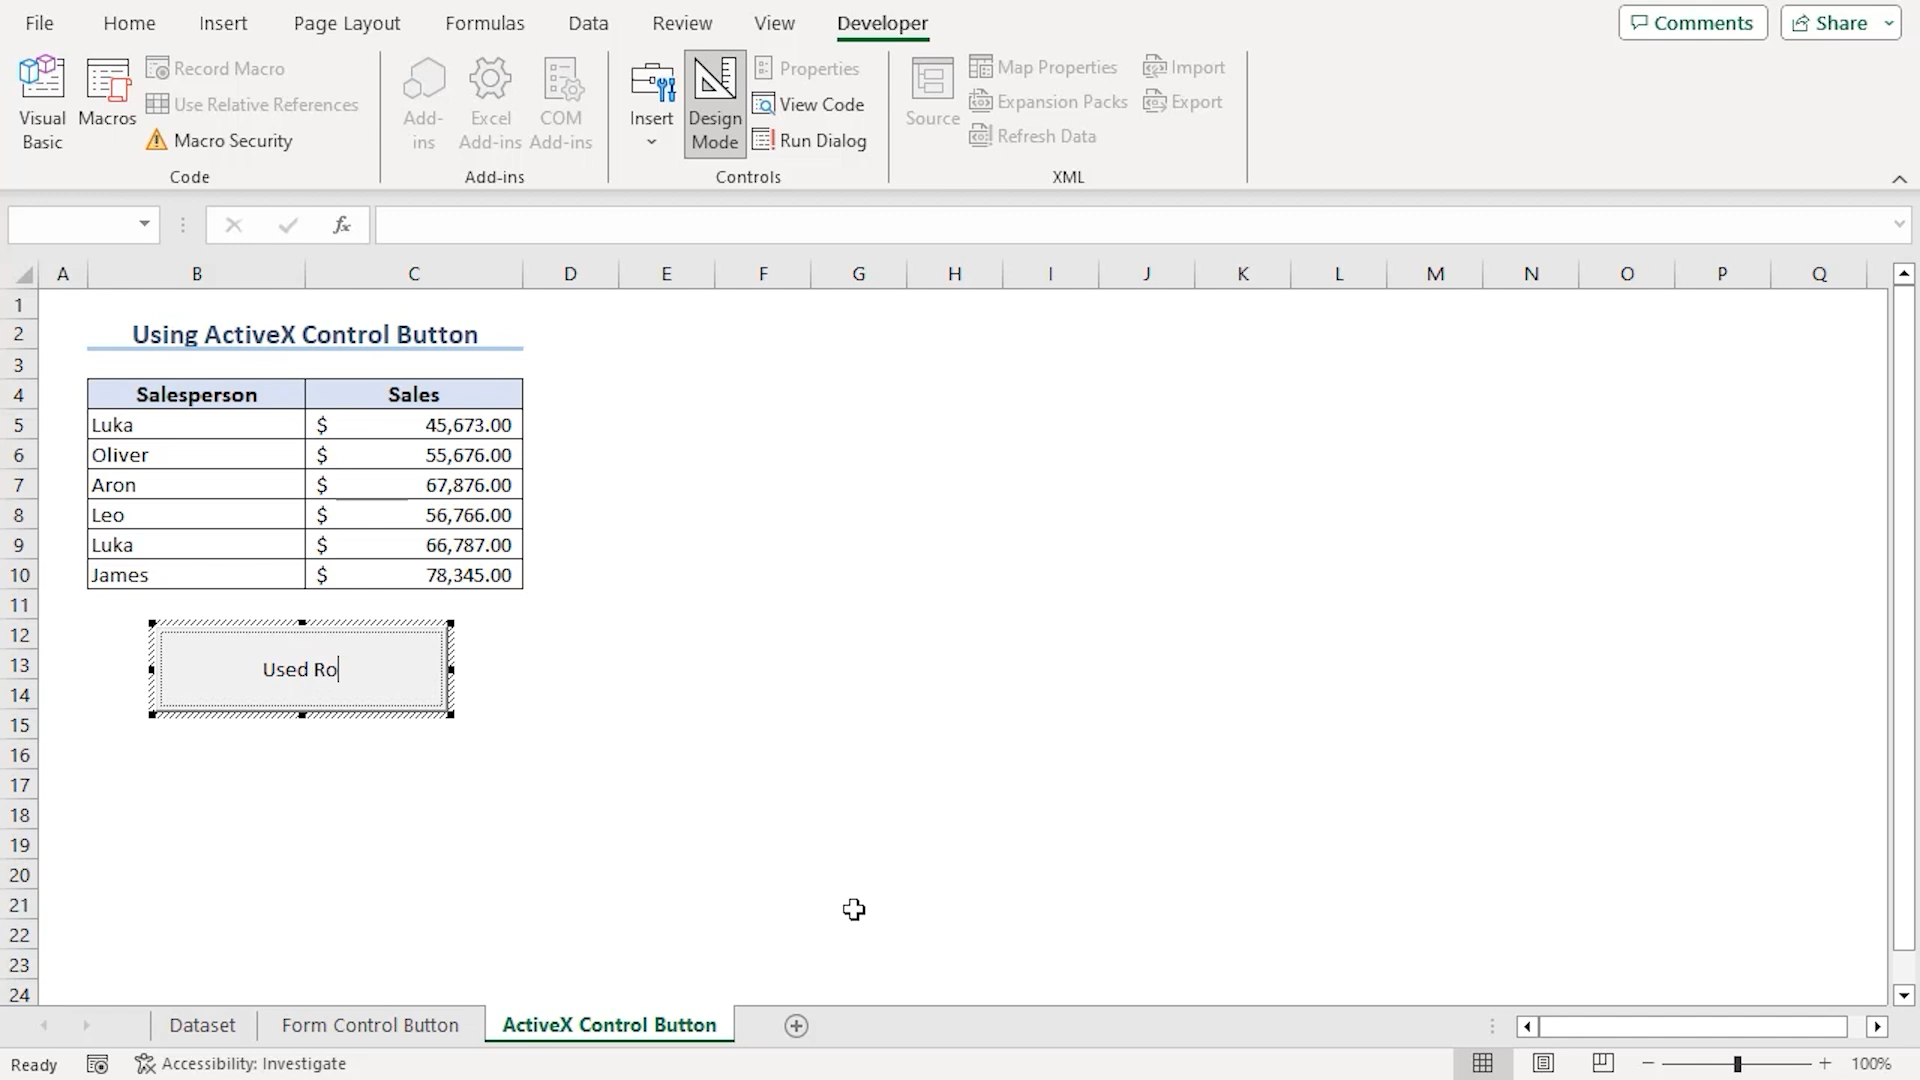 File Home Insert Page Layout Formulas Data Review View Developer Comments Share
Visual Basic
Macros
Record Macro
Use Relative References
Macro Security
Code
Add-ins
Excel Add-ins
COM Add-ins
Add-ins
Insert
Design Mode
Properties
View Code
Run Dialog
Controls
Source
Map Properties
Expansion Packs
Refresh Data
Import
Export
XML
fx
A B C D E F G H I J K L M N O P Q
1
2 Using ActiveX Control Button
3
4 Salesperson Sales
5 Luka $ 45,673.00
6 Oliver $ 55,676.00
7 Aron $ 67,876.00
8 Leo $ 56,766.00
9 Luka $ 66,787.00
10 James $ 78,345.00
11
12
13 Used Ro
14
15
16
17
18
19
20
21
22
23
24
Dataset Form Control Button ActiveX Control Button
Ready Accessibility: Investigate 100%